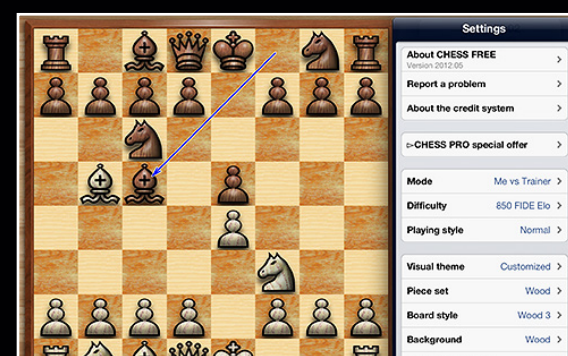 Settings
About CHESS FREE
Version 2012.05
Report a problem
About the credit system
▻CHESS PRO special offer
Mode Me vs Trainer
Difficulty 850 FIDE Elo
Playing style Normal
Visual theme Customized
Piece set Wood
Board style Wood 3
Background Wood